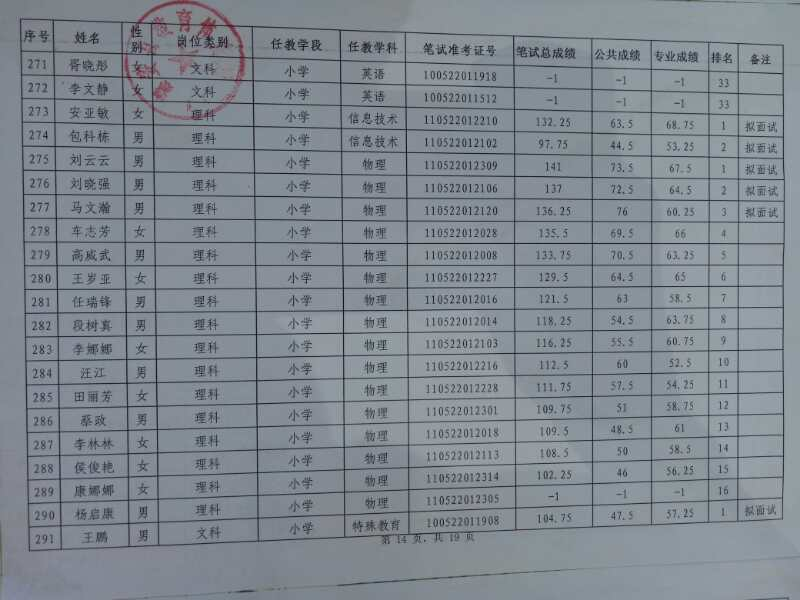 序号 姓名 性别 岗位类别 任教学段 任教学科 笔试准考证号 笔试总成绩 公共成绩 专业成绩 排名 备注
271 胥晓彤 女 文科 小学 英语 100522011918 -1 -1 -1 33
272 李文静 女 文科 小学 英语 100522011512 -1 -1 -1 33
273 安亚敏 女 理科 小学 信息技术 110522012210 132.25 63.5 68.75 1 拟面试
274 包科栋 男 理科 小学 信息技术 110522012102 97.75 44.5 53.25 2 拟面试
275 刘云云 男 理科 小学 物理 110522012309 141 73.5 67.5 1 拟面试
276 刘晓强 男 理科 小学 物理 110522012106 137 72.5 64.5 2 拟面试
277 马文瀚 男 理科 小学 物理 110522012120 136.25 76 60.25 3 拟面试
278 车志芳 女 理科 小学 物理 110522012028 135.5 69.5 66 4
279 高威武 男 理科 小学 物理 110522012008 133.75 70.5 63.25 5
280 王岁亚 女 理科 小学 物理 110522012227 129.5 64.5 65 6
281 任瑞锋 男 理科 小学 物理 110522012016 121.5 63 58.5 7
282 段树真 男 理科 小学 物理 110522012014 118.25 54.5 63.75 8
283 李娜娜 女 理科 小学 物理 110522012103 116.25 55.5 60.75 9
284 汪江 男 理科 小学 物理 110522012216 112.5 60 52.5 10
285 田丽芳 女 理科 小学 物理 110522012228 111.75 57.5 54.25 11
286 蔡政 男 理科 小学 物理 110522012301 109.75 51 58.75 12
287 李林林 女 理科 小学 物理 110522012018 109.5 48.5 61 13
288 侯俊艳 女 理科 小学 物理 110522012113 108.5 50 58.5 14
289 康娜娜 女 理科 小学 物理 110522012314 102.25 46 56.25 15
290 杨启康 男 理科 小学 物理 110522012305 -1 -1 -1 16
291 王鹏 男 文科 小学 特殊教育 100522011908 104.75 47.5 57.25 1 拟面试
第 14 页, 共 19 页